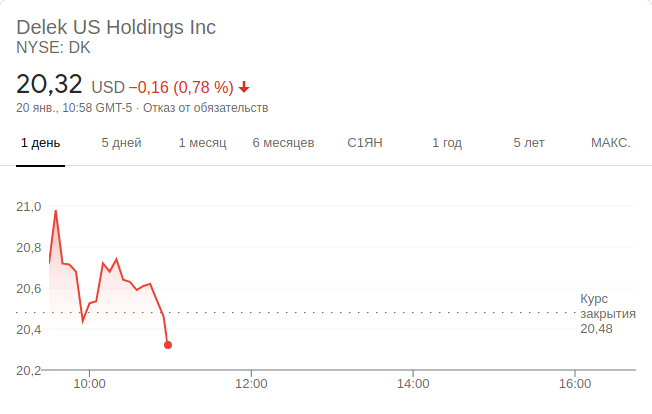 Delek US Holdings Inc
NYSE: DK
20,32 USD −0,16 (0,78 %)
20 янв., 10:58 GMT-5 · Отказ от обязательств
1 день 5 дней 1 месяц 6 месяцев С1ЯН 1 год 5 лет МАКС.
21,0
20,8
20,6
20,4
20,2
Курс
закрытия
20,48
10:00 12:00 14:00 16:00